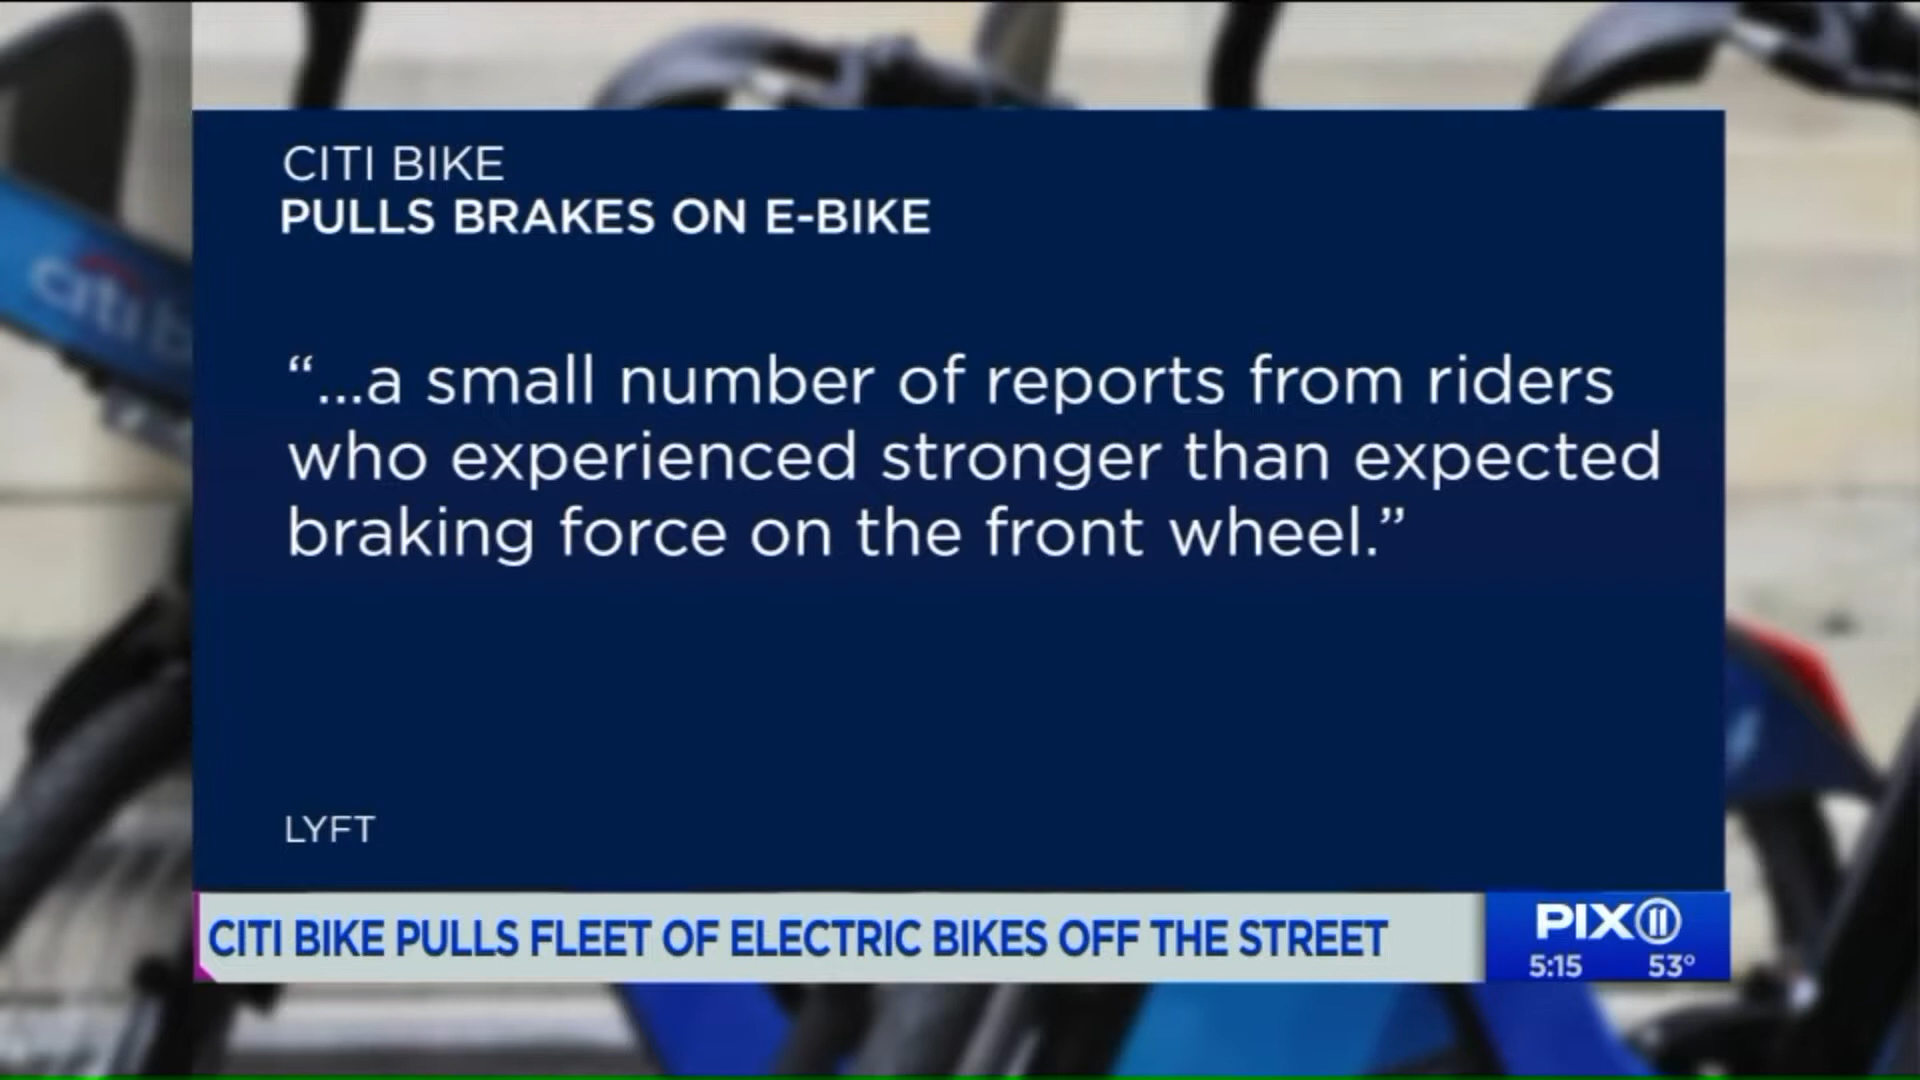 CITI BIKE
PULLS BRAKES ON E-BIKE
citi b
“...a small number of reports from riders
who experienced stronger than expected
braking force on the front wheel.”
LYFT
CITI BIKE PULLS FLEET OF ELECTRIC BIKES OFF THE STREET
PIX11
5:15 53°